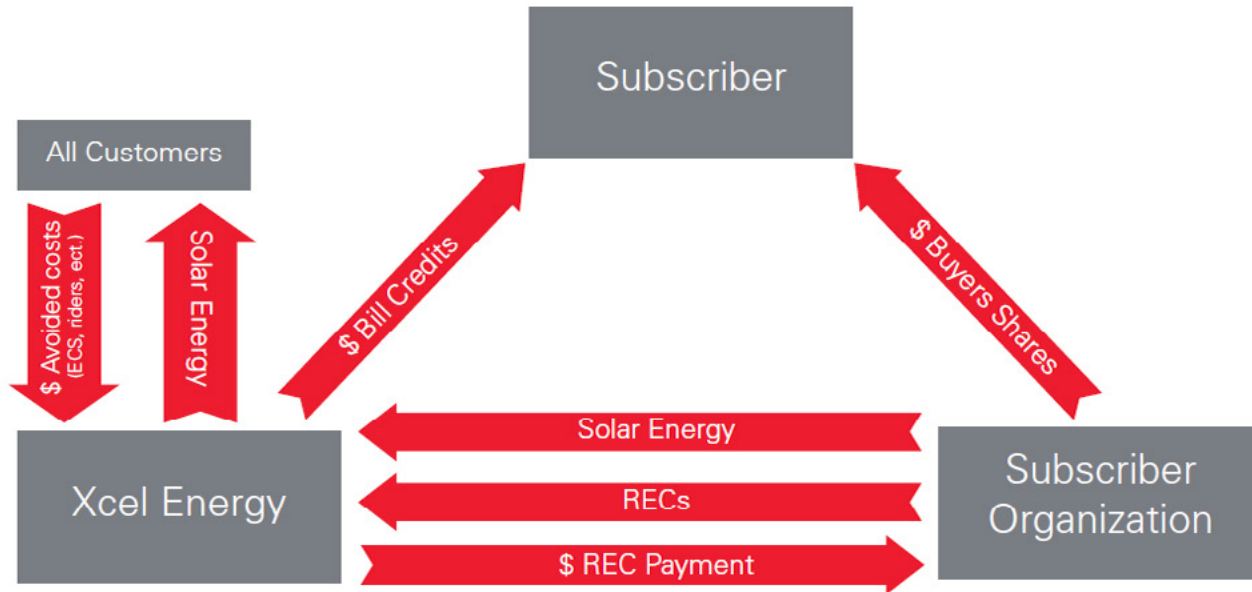 Subscriber
All Customers
$ Avoided costs
(ECS, riders, ect.)
Solar Energy
$ Bill Credits
$ Buyers Shares
Solar Energy
RECs
$ REC Payment
Xcel Energy
Subscriber
Organization